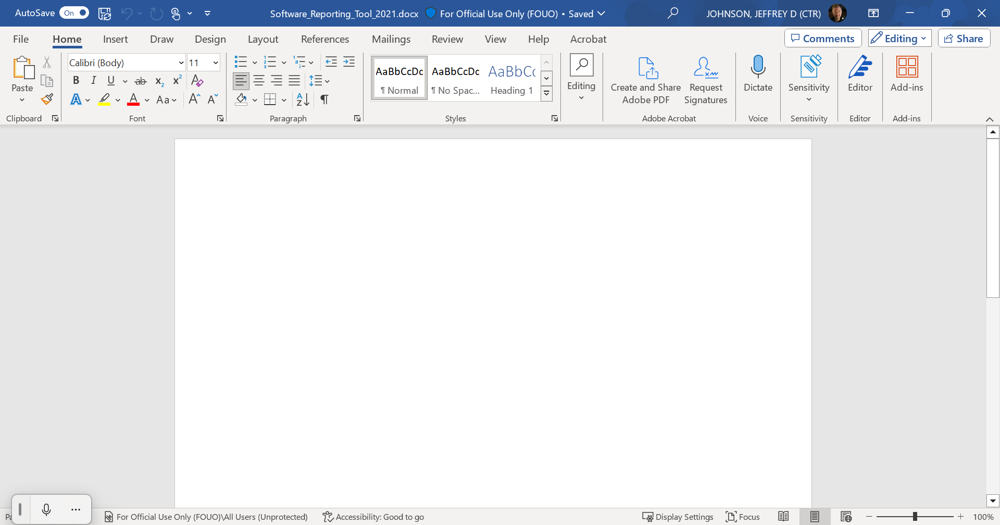 AutoSave On Software_Reporting_Tool_2021.docx For Official Use Only (FOUO) • Saved JOHNSON, JEFFREY D (CTR)
File Home Insert Draw Design Layout References Mailings Review View Help Acrobat Comments Editing Share
Calibri (Body) 11
Paste
B I U ab x2 x2
A A Aa A A
AaBbCcDc AaBbCcDc AaBbCc
¶ Normal ¶ No Spac... Heading 1
Editing
Create and Share Adobe PDF
Request Signatures
Dictate
Sensitivity
Editor
Add-ins
Clipboard Font Paragraph Styles Adobe Acrobat Voice Sensitivity Editor Add-ins
For Official Use Only (FOUO)\All Users (Unprotected) Accessibility: Good to go Display Settings Focus 100%